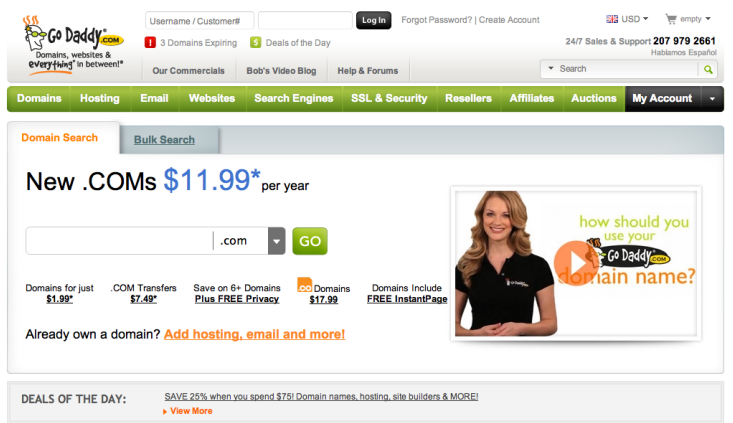 Go Daddy.COM
Domains, websites &
everything* in between!*
Username / Customer#
Log In
Forgot Password? | Create Account
USD
empty
! 3 Domains Expiring
$ Deals of the Day
24/7 Sales & Support 207 979 2661
Hablamos Español
Our Commercials
Bob's Video Blog
Help & Forums
Search
Domains
Hosting
Email
Websites
Search Engines
SSL & Security
Resellers
Affiliates
Auctions
My Account
Domain Search
Bulk Search
New .COMs $11.99* per year
.com
GO
how should you
use your
Go Daddy.COM
domain name?
Go Daddy
Domains for just
$1.99*
.COM Transfers
$7.49*
Save on 6+ Domains
Plus FREE Privacy
.co Domains
$17.99
Domains Include
FREE InstantPage
Already own a domain? Add hosting, email and more!
DEALS OF THE DAY:
SAVE 25% when you spend $75! Domain names, hosting, site builders & MORE!
View More